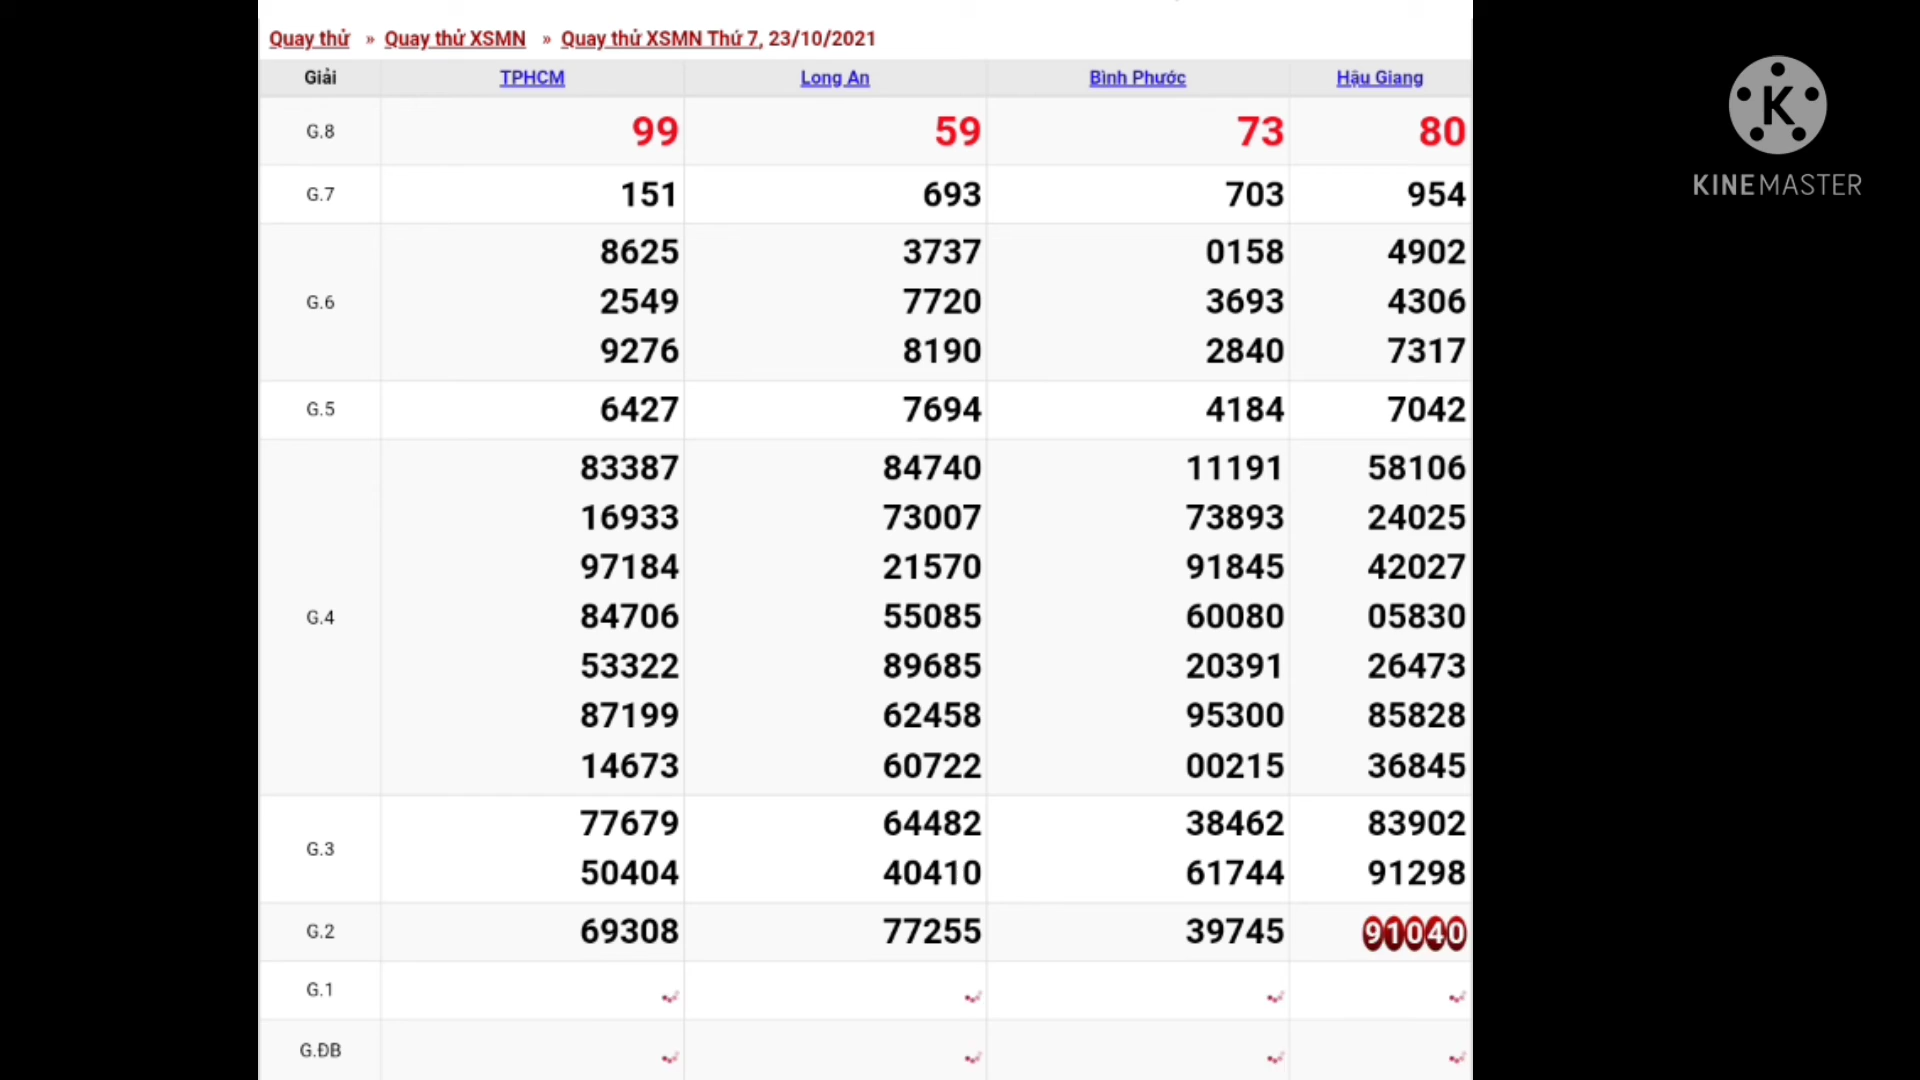 Quay thử » Quay thử XSMN » Quay thử XSMN Thứ 7, 23/10/2021
Giải TPHCM Long An Bình Phước Hậu Giang
G.8 99 59 73 80
G.7 151 693 703 954
8625 3737 0158 4902
G.6 2549 7720 3693 4306
9276 8190 2840 7317
G.5 6427 7694 4184 7042
83387 84740 11191 58106
16933 73007 73893 24025
97184 21570 91845 42027
G.4 84706 55085 60080 05830
53322 89685 20391 26473
87199 62458 95300 85828
14673 60722 00215 36845
77679 64482 38462 83902
G.3
50404 40410 61744 91298
G.2 69308 77255 39745 91040
G.1
G.ĐB
K
KINEMASTER